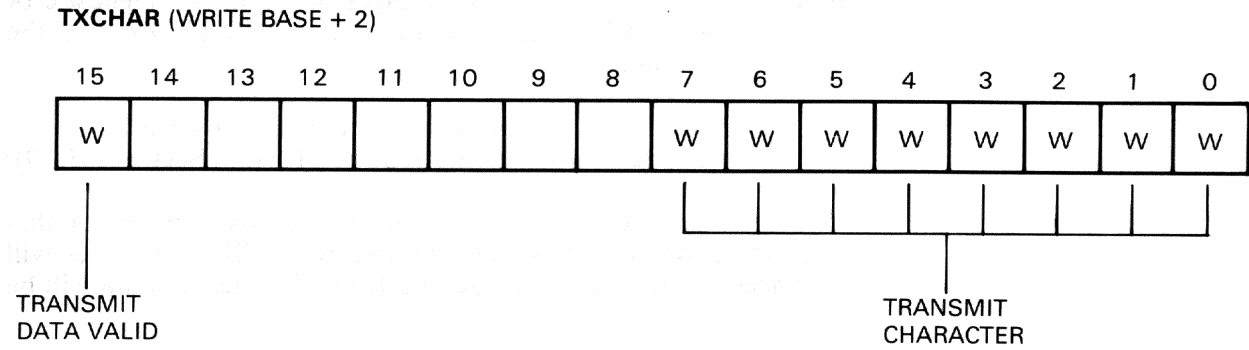 TXCHAR (WRITE BASE + 2)
15 14 13 12 11 10 9 8 7 6 5 4 3 2 1 0
W W W W W W W W W
TRANSMIT
DATA VALID
TRANSMIT
CHARACTER